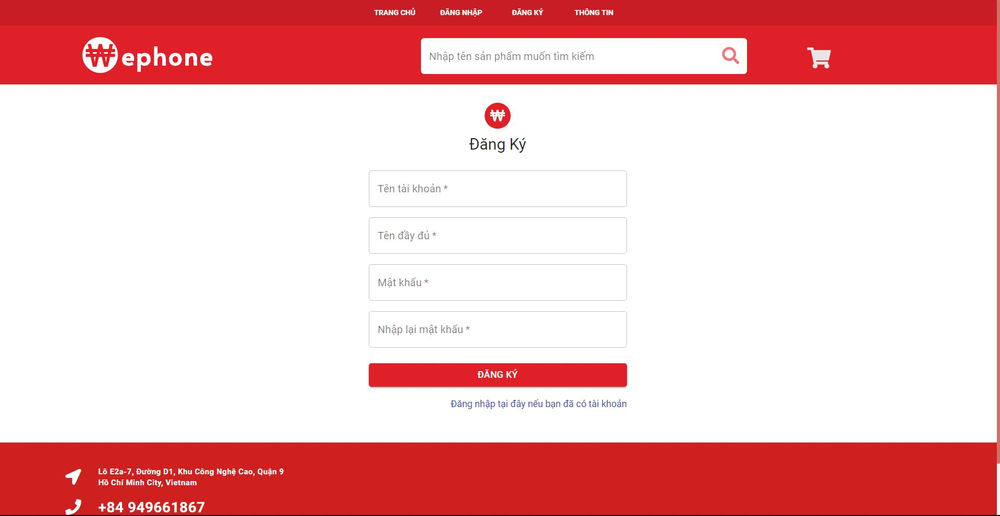 TRANG CHỦ ĐĂNG NHẬP ĐĂNG KÝ THÔNG TIN
₩ephone
Nhập tên sản phẩm muốn tìm kiếm
₩
Đăng Ký
Tên tài khoản *
Tên đầy đủ *
Mật khẩu *
Nhập lại mật khẩu *
ĐĂNG KÝ
Đăng nhập tại đây nếu bạn đã có tài khoản
Lô E2a-7, Đường D1, Khu Công Nghệ Cao, Quận 9
Hồ Chí Minh City, Vietnam
+84 949661867